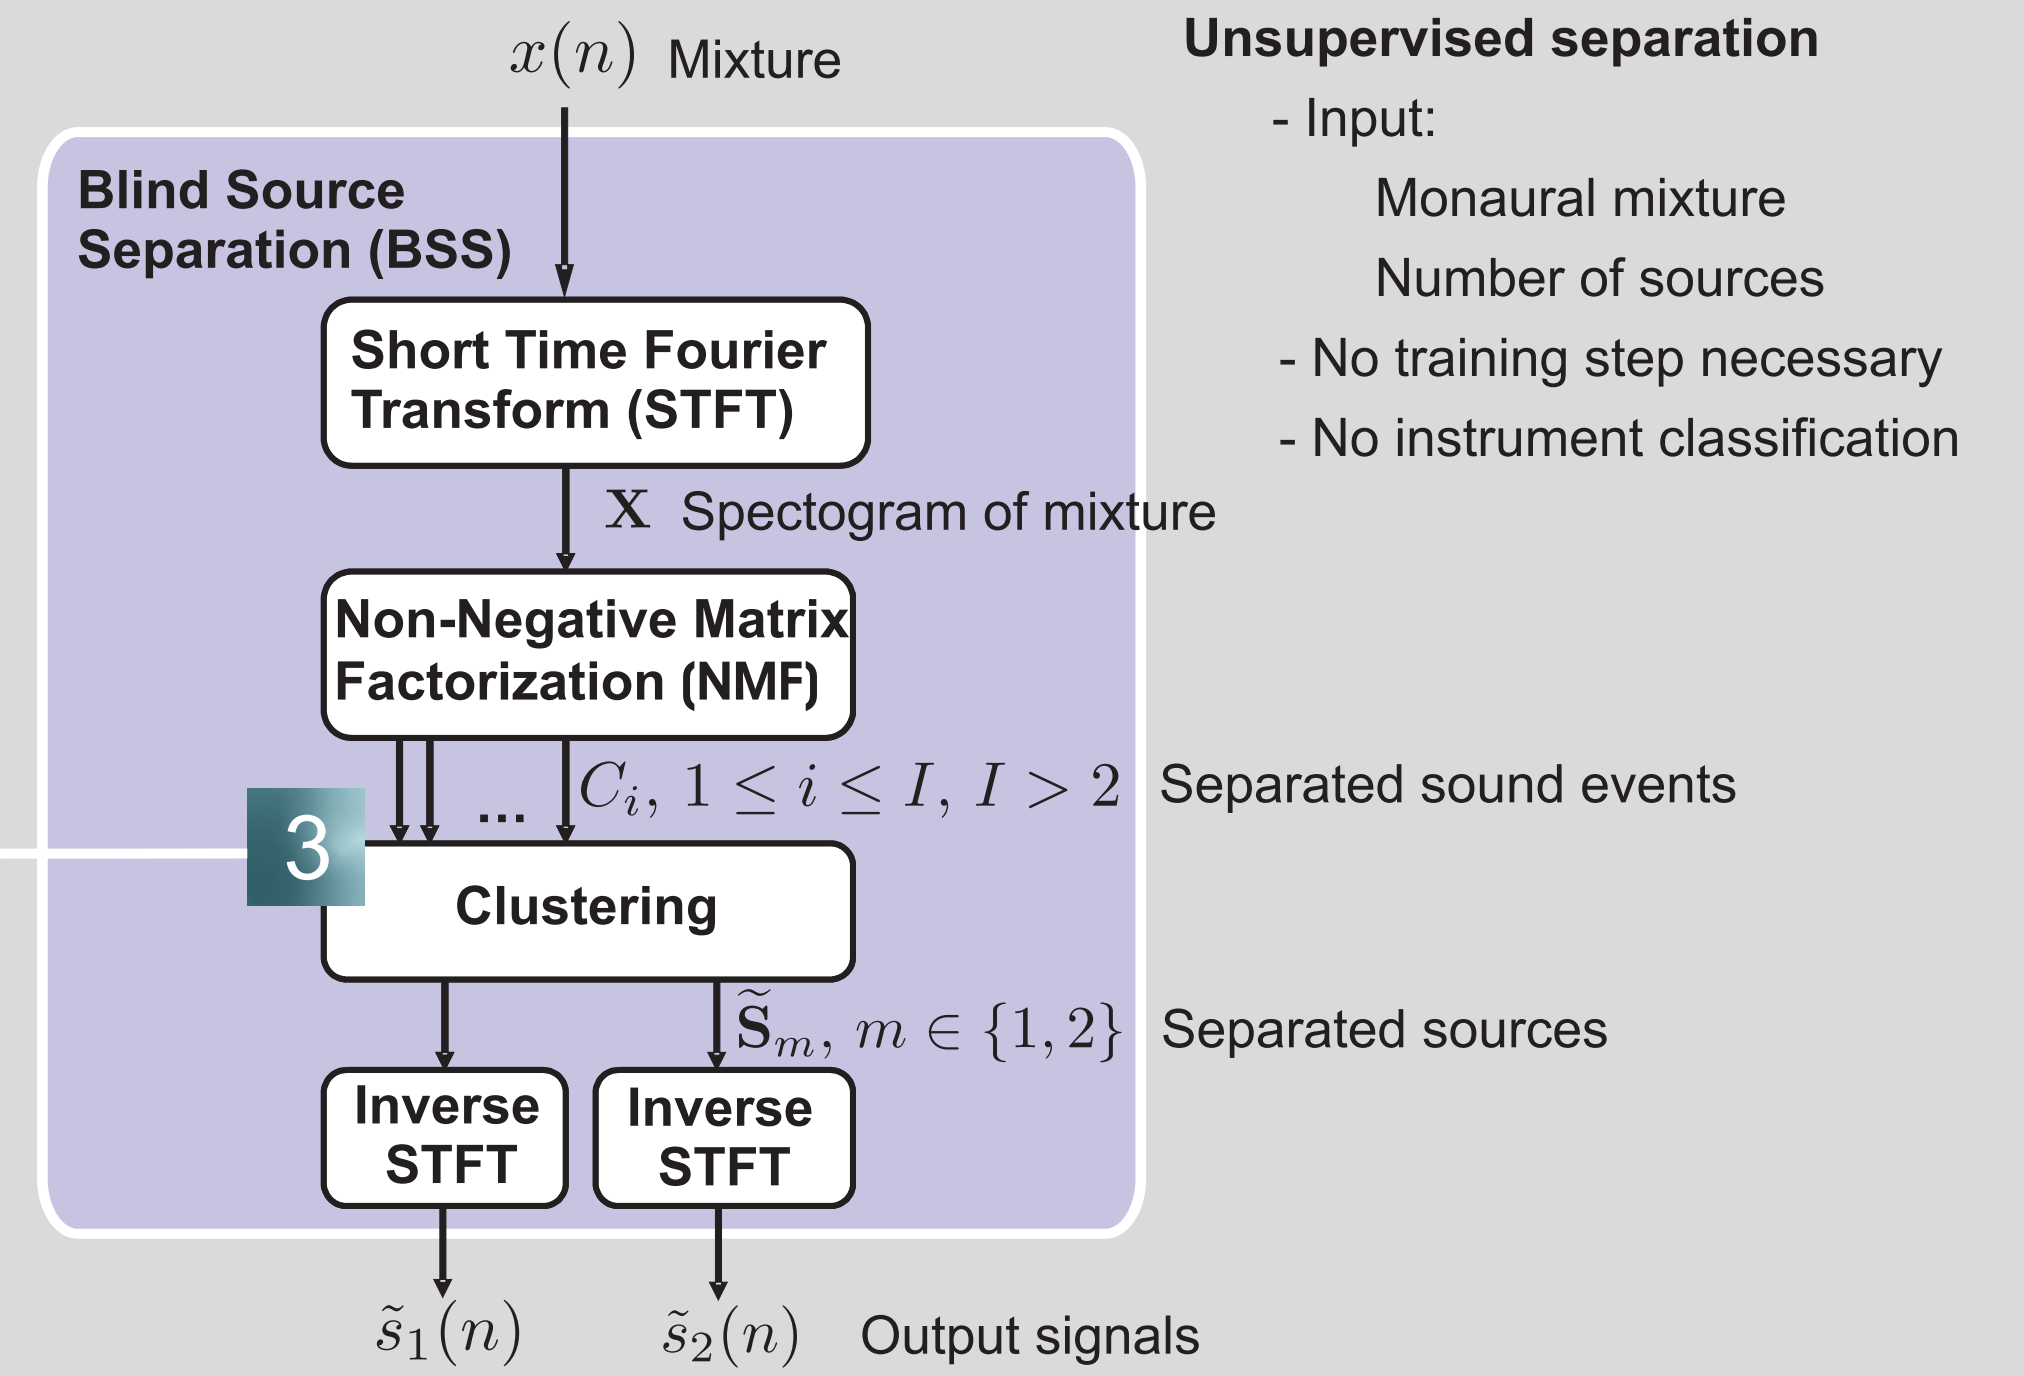 x(n) Mixture
Unsupervised separation
- Input:
Monaural mixture
Number of sources
- No training step necessary
- No instrument classification
Blind Source
Separation (BSS)
Short Time Fourier
Transform (STFT)
X Spectogram of mixture
Non-Negative Matrix
Factorization (NMF)
... C_i, 1 ≤ i ≤ I, I > 2 Separated sound events
3
Clustering
S̃_m, m ∈ {1, 2} Separated sources
Inverse
STFT
Inverse
STFT
s̃_1(n) s̃_2(n) Output signals